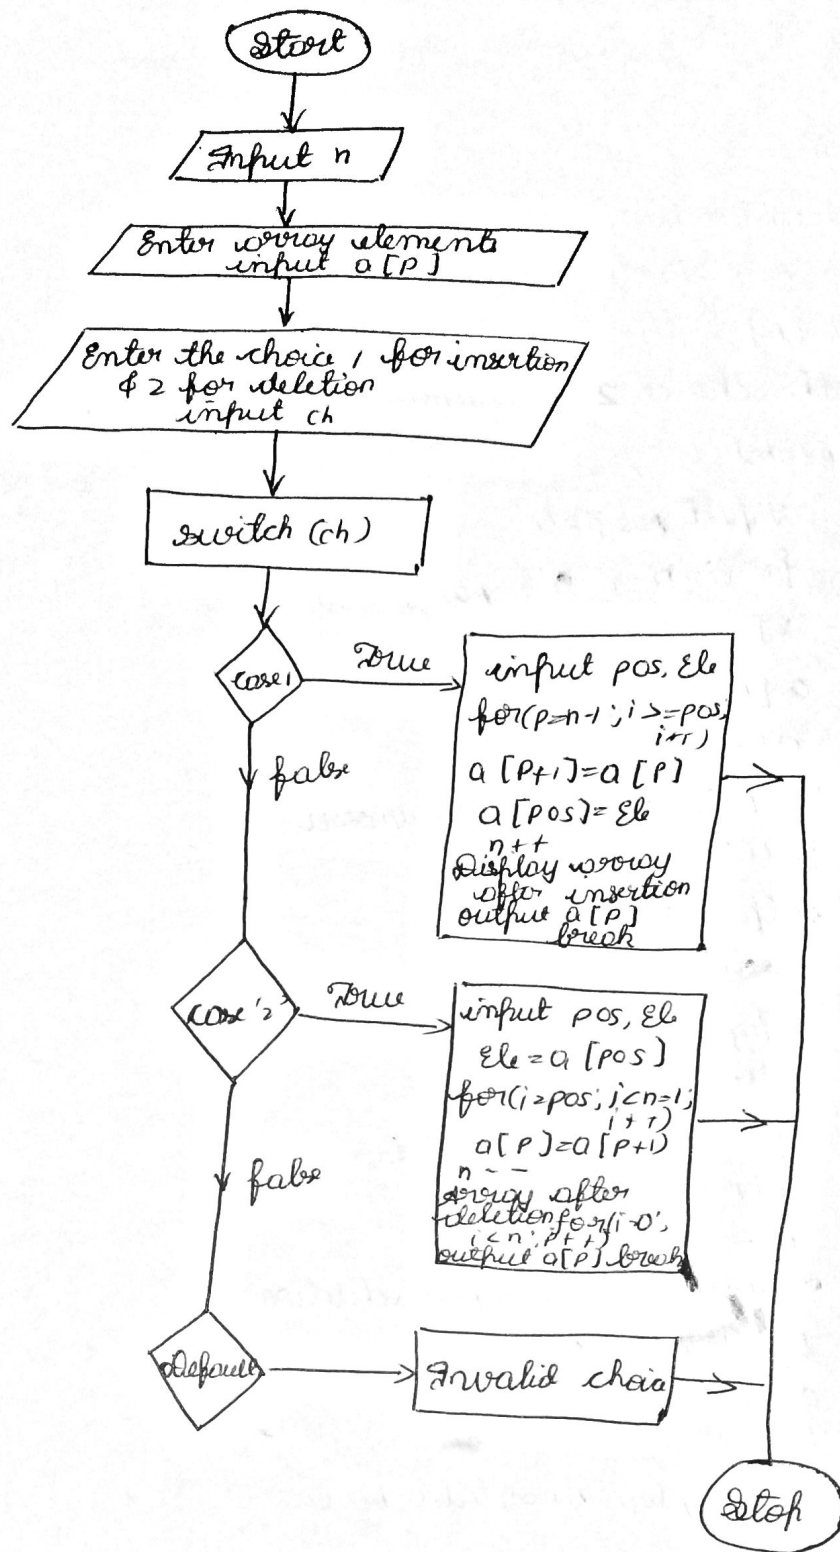 Start
Input n
Enter array elements
input a[P]
Enter the choice 1 for insertion
& 2 for deletion
input ch
switch (ch)
case 1
True
input pos, Ele
for(P=n-1; i>=pos;
i++)
a[P+1]=a[P]
a[pos]=Ele
n++
Display array
after insertion
output a[P]
break
false
case '2'
True
input pos, Ele
Ele = a[pos]
for(i=pos; i<n=1;
i++)
a[P]=a[P+1)
n--
Array after
deletion for(i=0;
i<n; P++)
output a[P] break
false
Default
Invalid choice
Stop